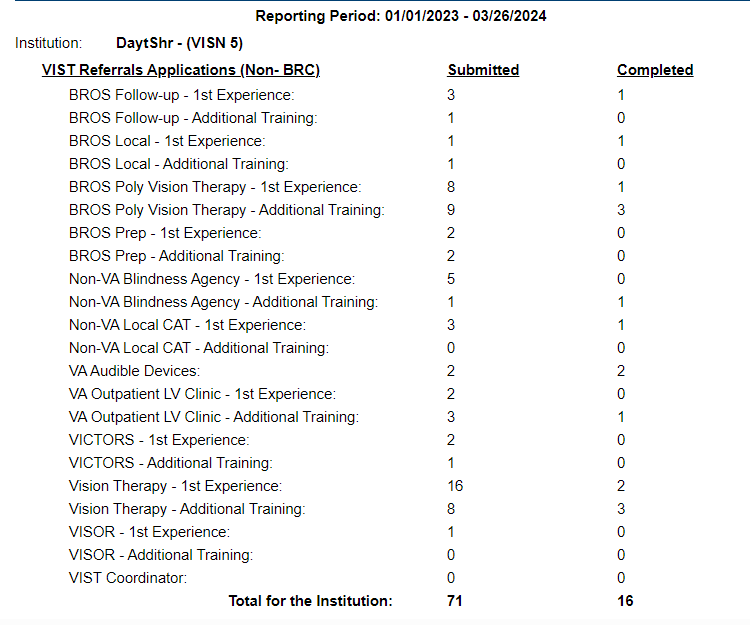 Reporting Period: 01/01/2023 - 03/26/2024
Institution: DaytShr - (VISN 5)
VIST Referrals Applications (Non- BRC) Submitted Completed
BROS Follow-up - 1st Experience: 3 1
BROS Follow-up - Additional Training: 1 0
BROS Local - 1st Experience: 1 1
BROS Local - Additional Training: 1 0
BROS Poly Vision Therapy - 1st Experience: 8 1
BROS Poly Vision Therapy - Additional Training: 9 3
BROS Prep - 1st Experience: 2 0
BROS Prep - Additional Training: 2 0
Non-VA Blindness Agency - 1st Experience: 5 0
Non-VA Blindness Agency - Additional Training: 1 1
Non-VA Local CAT - 1st Experience: 3 1
Non-VA Local CAT - Additional Training: 0 0
VA Audible Devices: 2 2
VA Outpatient LV Clinic - 1st Experience: 2 0
VA Outpatient LV Clinic - Additional Training: 3 1
VICTORS - 1st Experience: 2 0
VICTORS - Additional Training: 1 0
Vision Therapy - 1st Experience: 16 2
Vision Therapy - Additional Training: 8 3
VISOR - 1st Experience: 1 0
VISOR - Additional Training: 0 0
VIST Coordinator: 0 0
Total for the Institution: 71 16